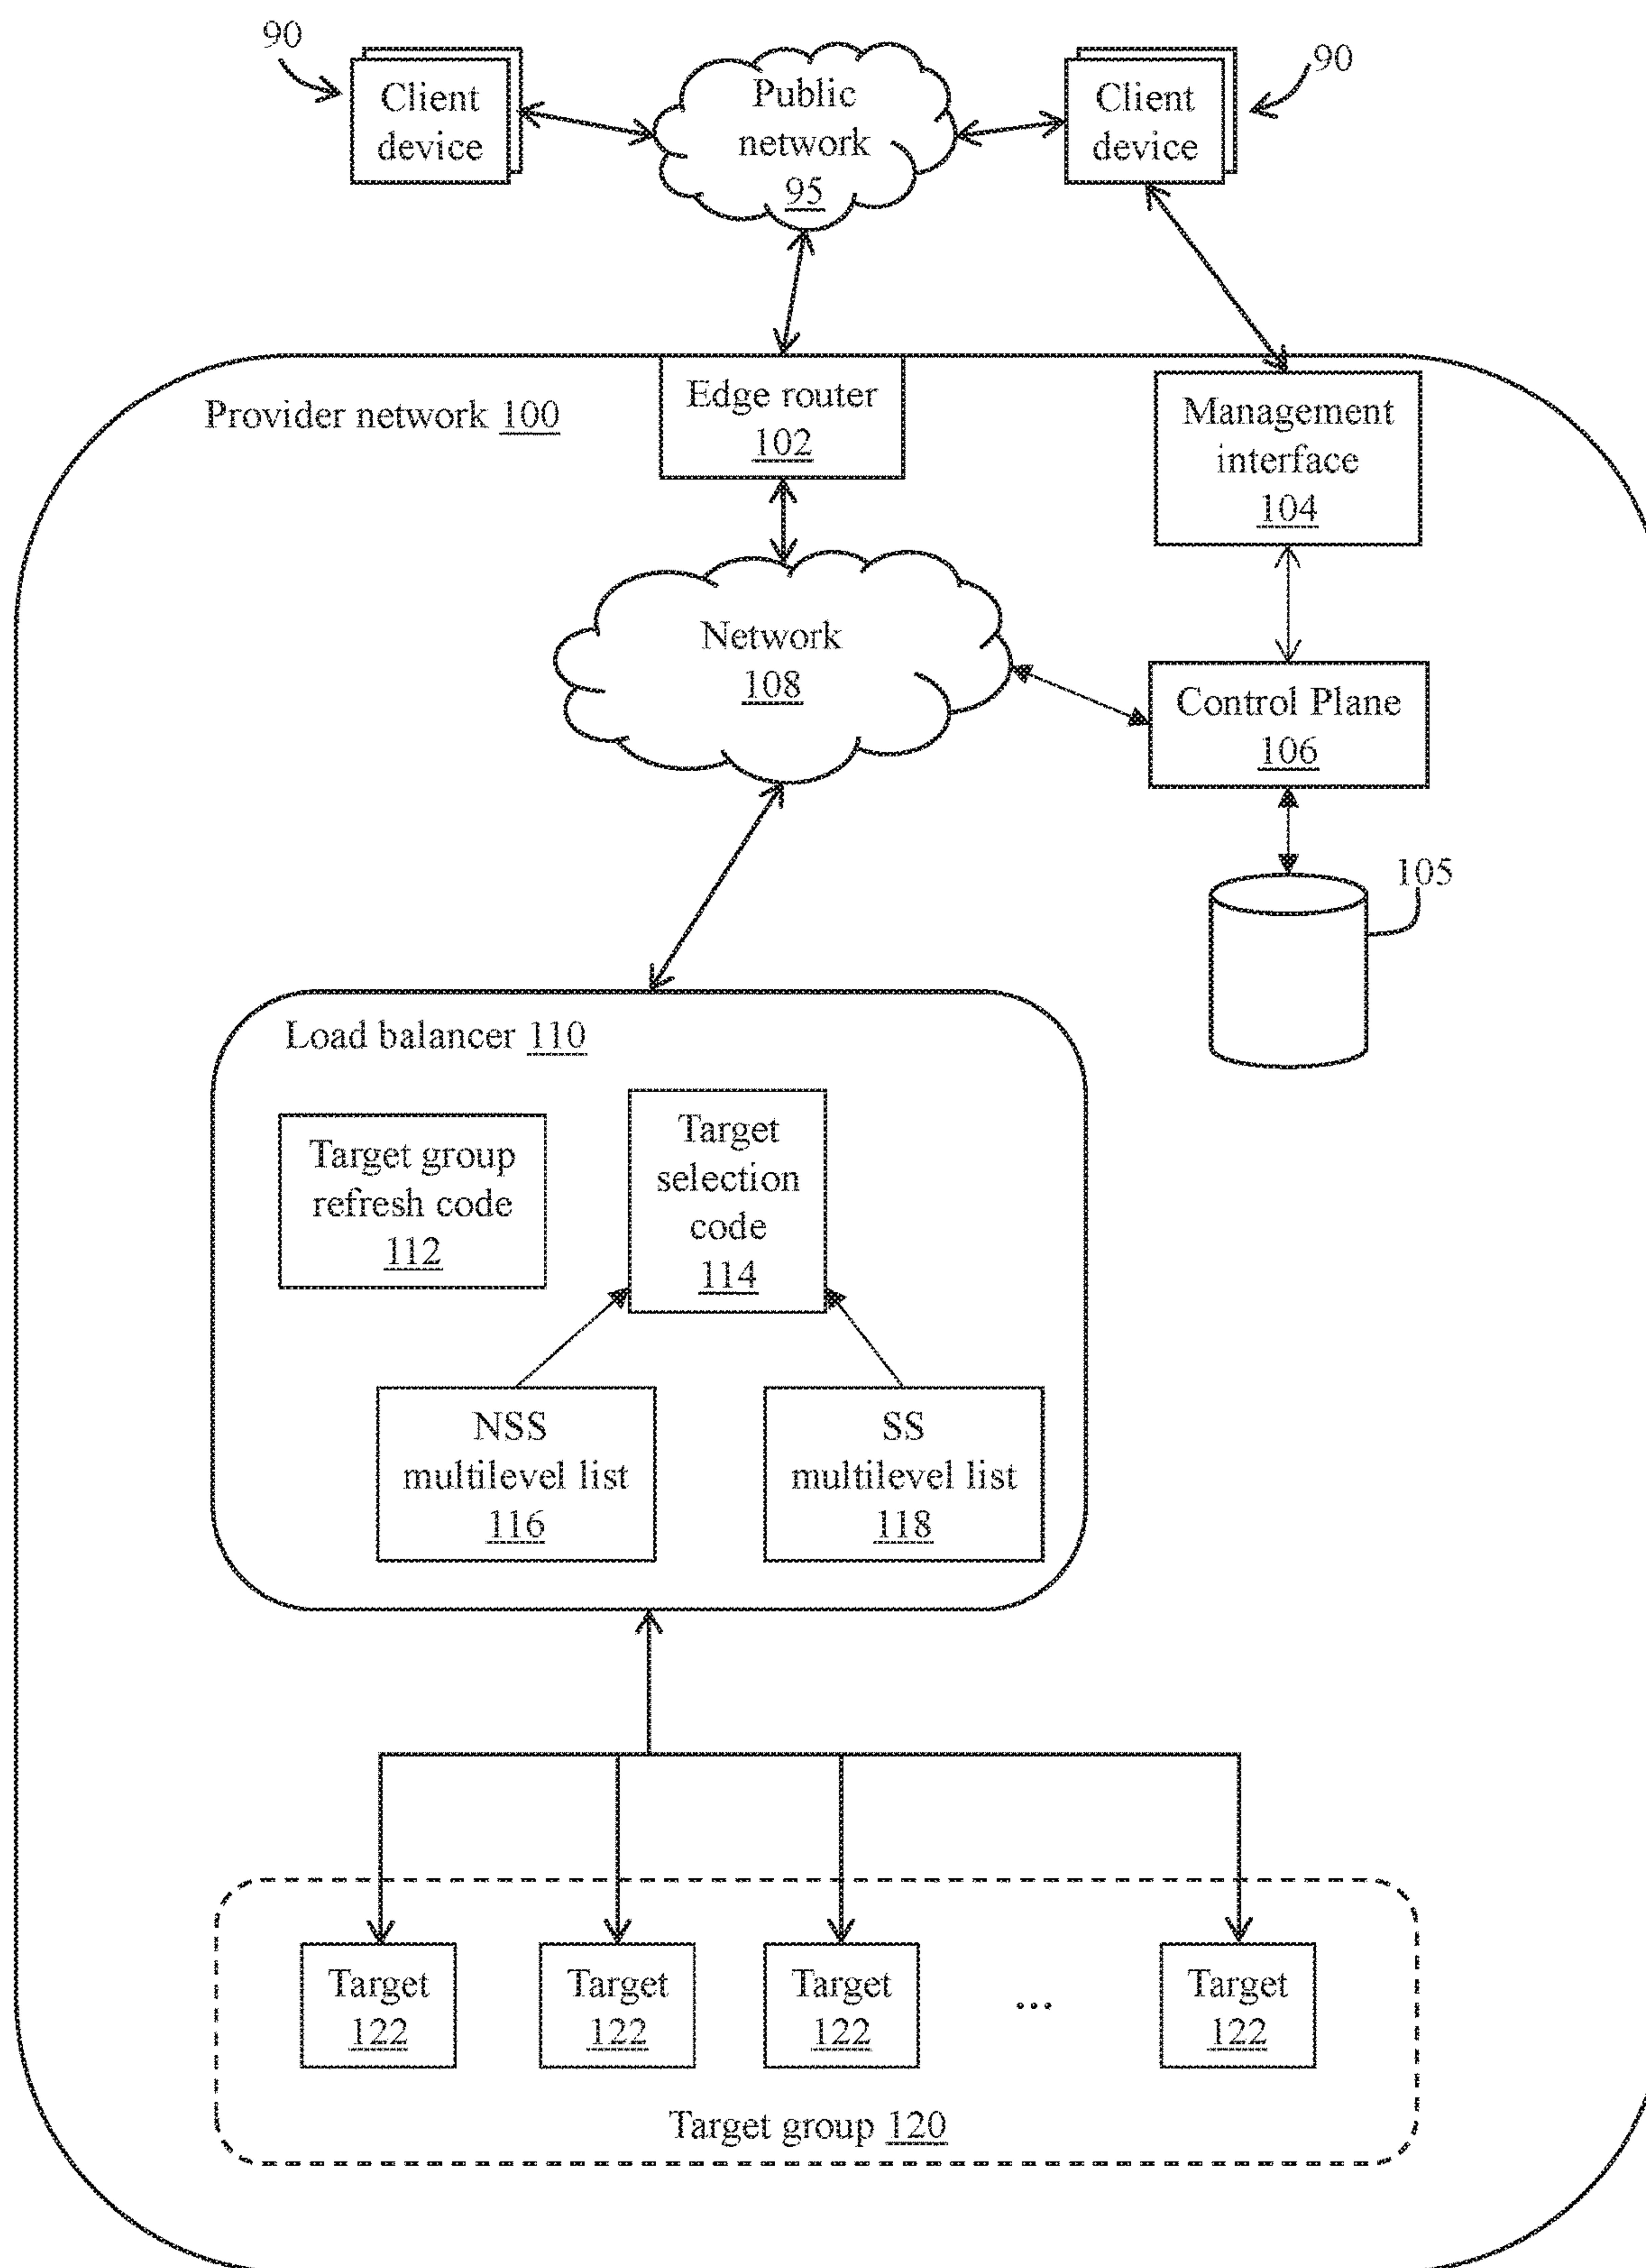 90
Client
device
Public
network
95
Client
device
90
Provider network 100
Edge router
102
Management
interface
104
Network
108
Control Plane
106
105
Load balancer 110
Target group
refresh code
112
Target
selection
code
114
NSS
multilevel list
116
SS
multilevel list
118
Target
122
Target
122
Target
122
...
Target
122
Target group 120